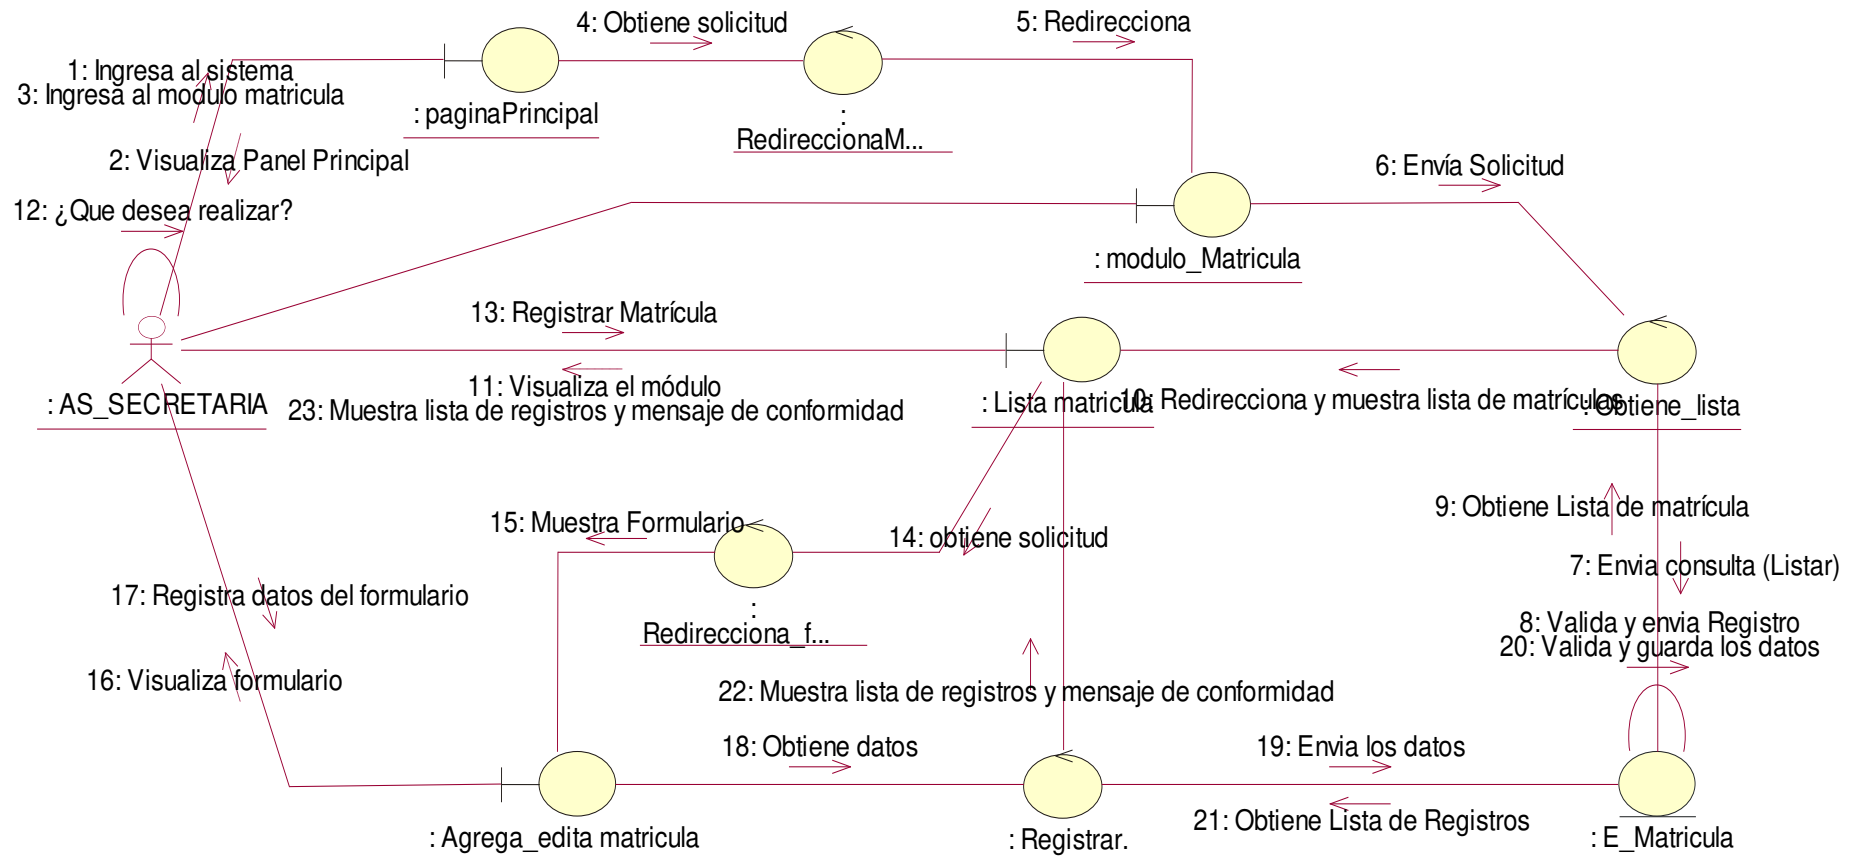 4: Obtiene solicitud
5: Redirecciona
1: Ingresa al sistema
3: Ingresa al modulo matricula
: paginaPrincipal
:
RedireccionaM...
2: Visualiza Panel Principal
6: Envía Solicitud
12: ¿Que desea realizar?
: modulo_Matricula
13: Registrar Matrícula
11: Visualiza el módulo
23: Muestra lista de registros y mensaje de conformidad
: AS_SECRETARIA
: Lista matricula
10: Redirecciona y muestra lista de matrículas
: Obtiene_lista
9: Obtiene Lista de matrícula
15: Muestra Formulario
14: obtiene solicitud
7: Envia consulta (Listar)
17: Registra datos del formulario
:
Redirecciona_f...
8: Valida y envia Registro
20: Valida y guarda los datos
16: Visualiza formulario
22: Muestra lista de registros y mensaje de conformidad
18: Obtiene datos
19: Envia los datos
21: Obtiene Lista de Registros
: Agrega_edita matricula
: Registrar.
: E_Matricula